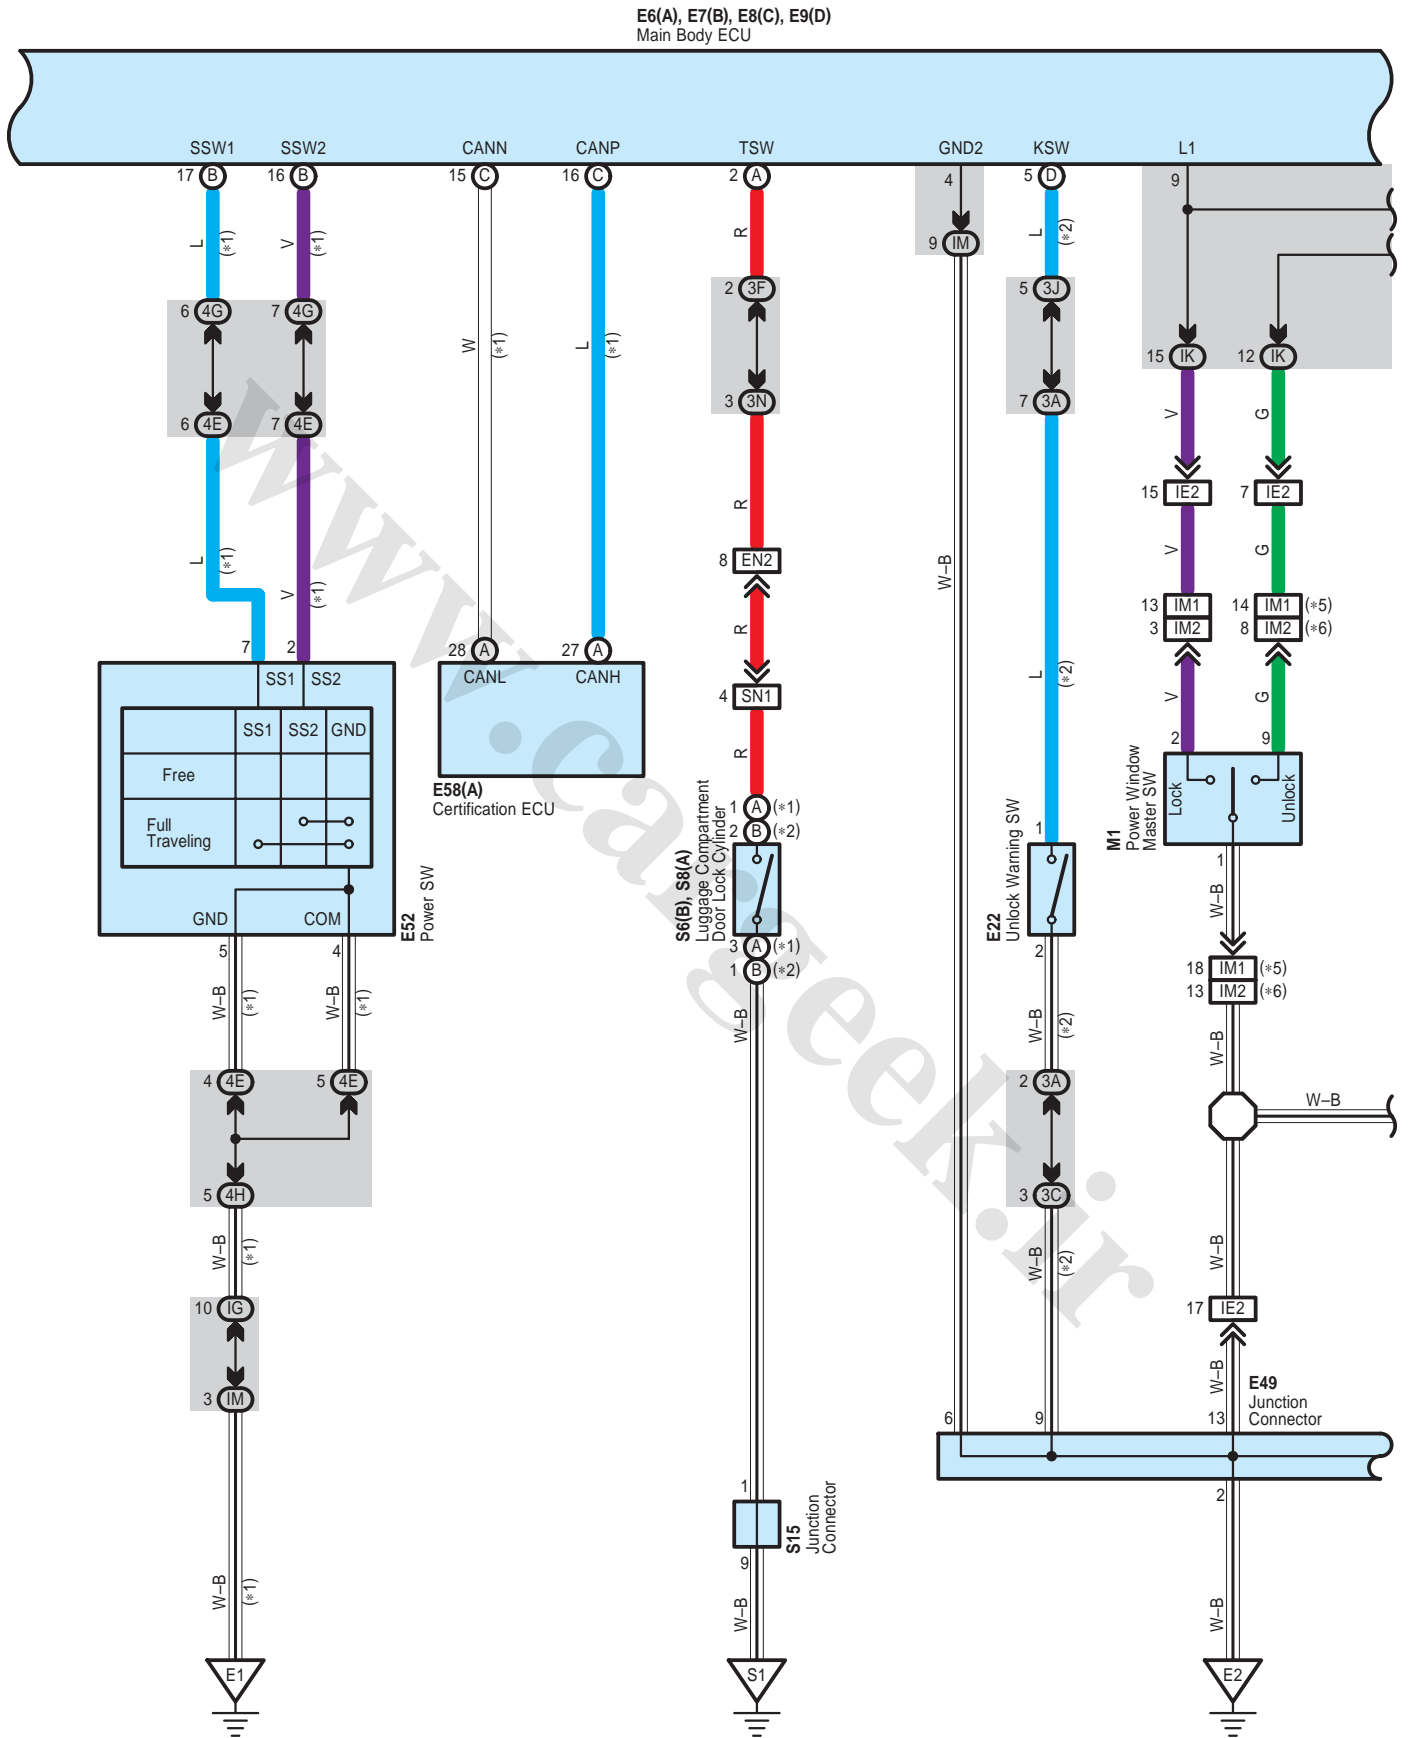 E6(A), E7(B), E8(C), E9(D)
Main Body ECU
SSW1 SSW2 CANN CANP TSW GND2 KSW L1
17 B 16 B 15 C 16 C 2 A 4 5 D 9
L (*1) V (*1) R L (*2)
9 IM
6 4G 7 4G 2 3F 5 3J
W (*1) L (*1)
15 IK 12 IK
6 4E 7 4E 3 3N 7 3A
V G
15 IE2 7 IE2
R
L (*1) V (*1) 8 EN2 W–B V G
13 IM1 14 IM1 (*5)
3 IM2 8 IM2 (*6)
R
7 2 28 A 27 A
SS1 SS2 CANL CANH
L (*2)
4 SN1 V G
SS1 SS2 GND
R 2 9
Free
Full
Traveling
E58(A)
Certification ECU
1 A (*1)
2 B (*2)
1
Lock Unlock
M1
Power Window
Master SW
S6(B), S8(A)
Luggage Compartment
Door Lock Cylinder
E22
Unlock Warning SW
1
W–B
GND COM
E52
Power SW
5 4
3 A (*1)
1 B (*2)
2
18 IM1 (*5)
13 IM2 (*6)
W–B (*1) W–B (*1) W–B W–B (*2) W–B
4 4E 5 4E 2 3A
W–B
5 4H 3 3C
W–B (*1) W–B (*2) W–B
10 IG 17 IE2
3 IM W–B
E49
Junction
Connector
6 9 13
1 2
S15
Junction
Connector
9
W–B (*1) W–B W–B
E1 S1 E2
www.cargeek.ir